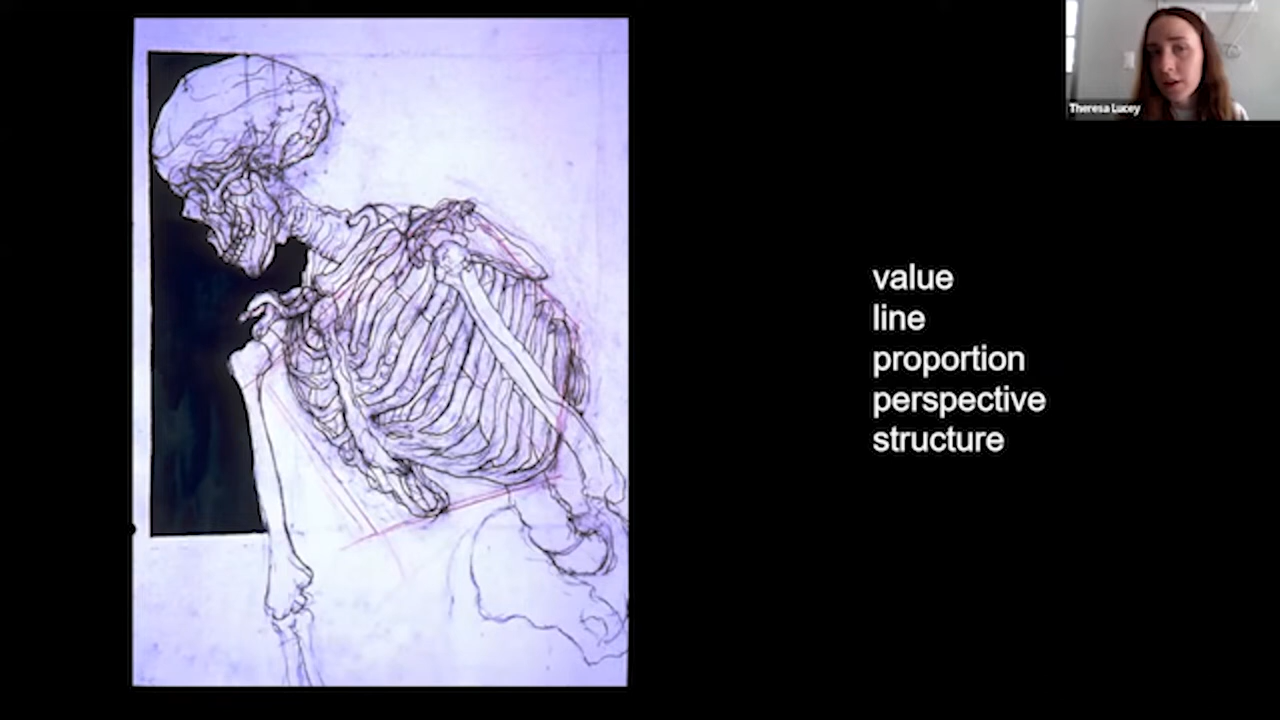 Theresa Lucey
value
line
proportion
perspective
structure